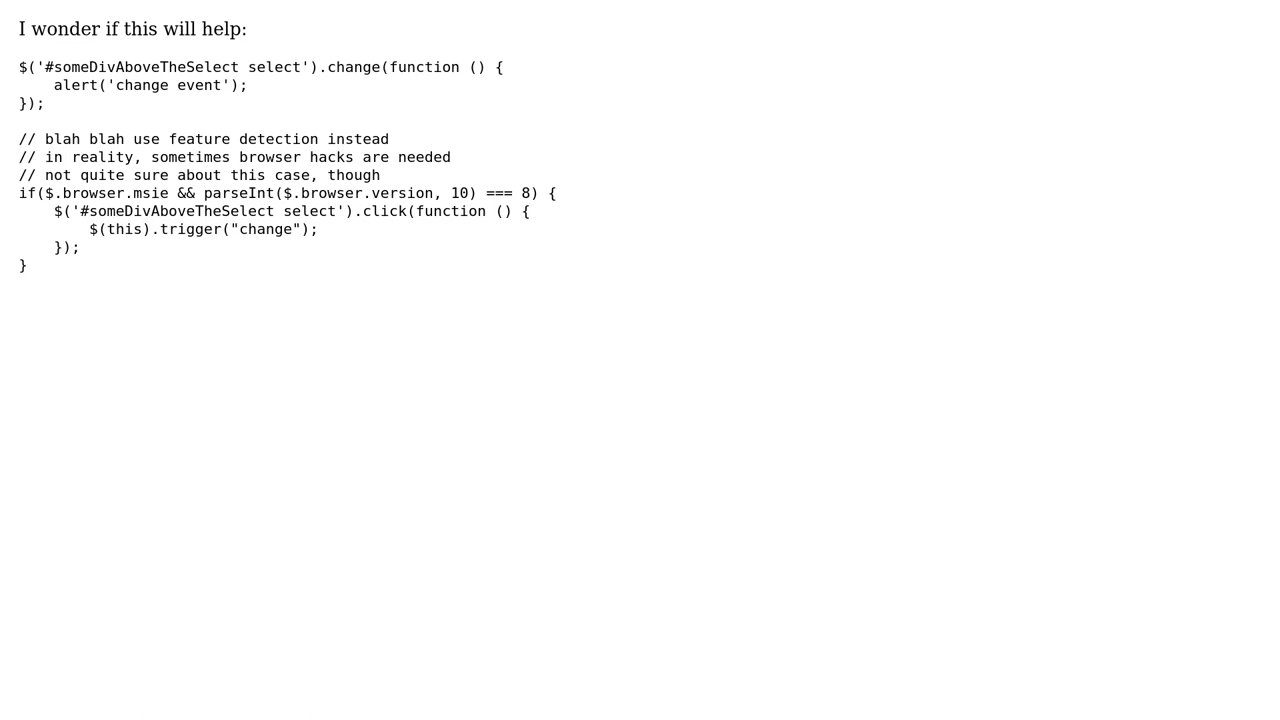 I wonder if this will help:
$('#someDivAboveTheSelect select').change(function () {
    alert('change event');
});
// blah blah use feature detection instead
// in reality, sometimes browser hacks are needed
// not quite sure about this case, though
if($.browser.msie && parseInt($.browser.version, 10) === 8) {
    $('#someDivAboveTheSelect select').click(function () {
        $(this).trigger("change");
    });
}